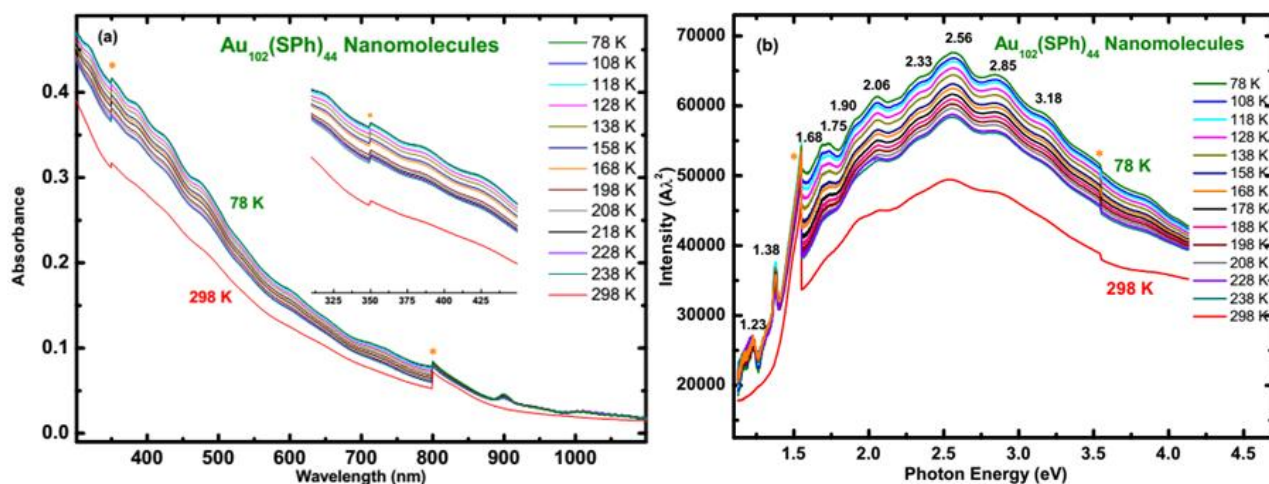 (a)
Au102(SPh)44 Nanomolecules
78 K
108 K
118 K
128 K
138 K
158 K
168 K
198 K
208 K
218 K
228 K
238 K
298 K
78 K
298 K
Absorbance
0.4
0.3
0.2
0.1
0.0
325 350 375 400 425
400 500 600 700 800 900 1000
Wavelength (nm)
(b)
Au102(SPh)44 Nanomolecules
78 K
108 K
118 K
128 K
138 K
158 K
168 K
178 K
188 K
198 K
208 K
228 K
238 K
298 K
78 K
298 K
1.23
1.38
1.68
1.75
1.90
2.06
2.33
2.56
2.85
3.18
Intensity (Aλ²)
70000
60000
50000
40000
30000
20000
1.5 2.0 2.5 3.0 3.5 4.0 4.5
Photon Energy (eV)